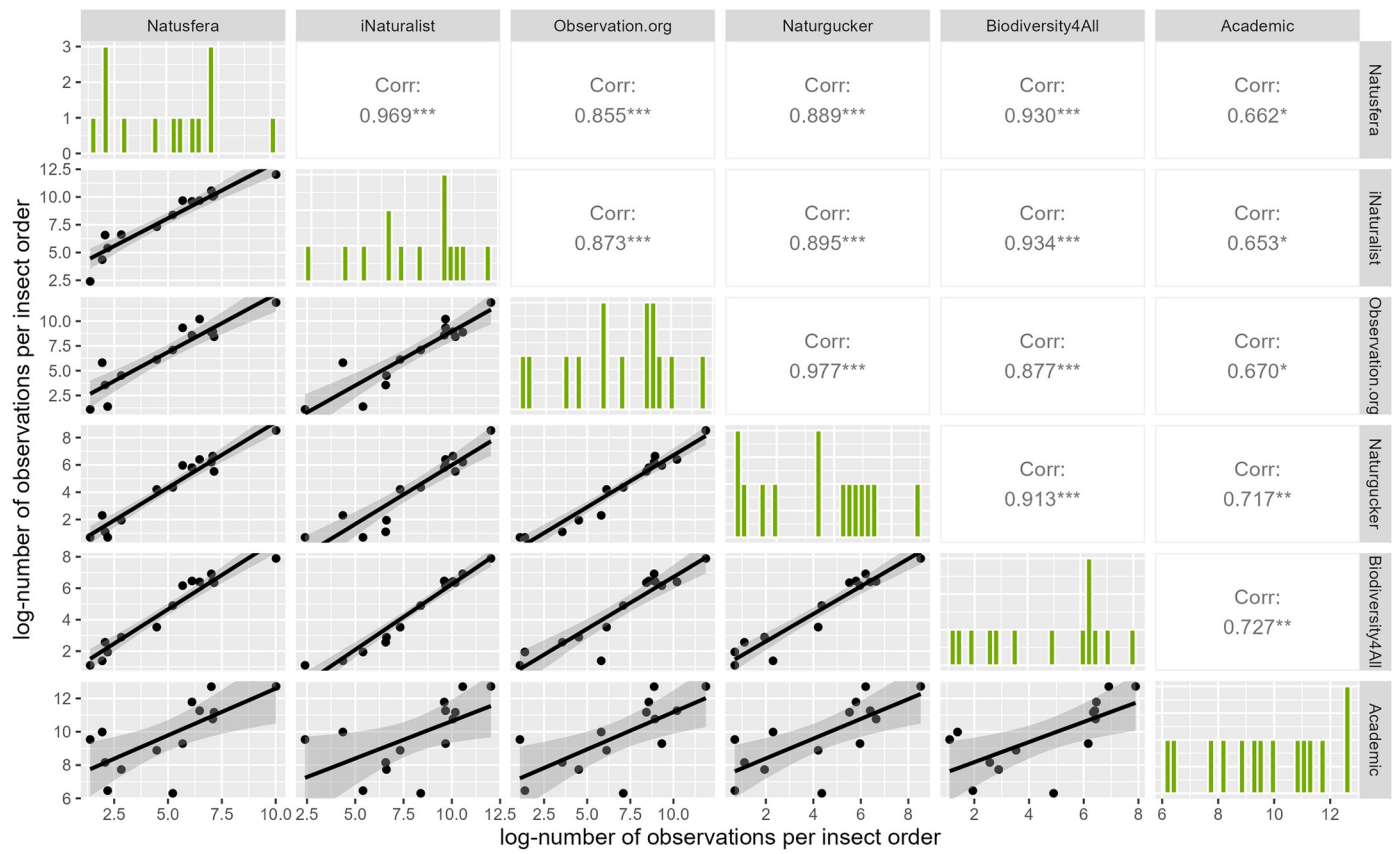 Natusfera iNaturalist Observation.org Naturgucker Biodiversity4All Academic
3
2
1
0
Corr:
0.969***
Corr:
0.855***
Corr:
0.889***
Corr:
0.930***
Corr:
0.662*
Natusfera
12.5
10.0
7.5
5.0
2.5
Corr:
0.873***
Corr:
0.895***
Corr:
0.934***
Corr:
0.653*
iNaturalist
10.0
7.5
5.0
2.5
Corr:
0.977***
Corr:
0.877***
Corr:
0.670*
Observation.org
8
6
4
2
Corr:
0.913***
Corr:
0.717**
Naturgucker
8
6
4
2
Corr:
0.727**
Biodiversity4All
12
10
8
6
Academic
2.5 5.0 7.5 10.0
2.5 5.0 7.5 10.0 12.5
2.5 5.0 7.5 10.0
2 4 6 8
2 4 6 8
6 8 10 12
log-number of observations per insect order
log-number of observations per insect order